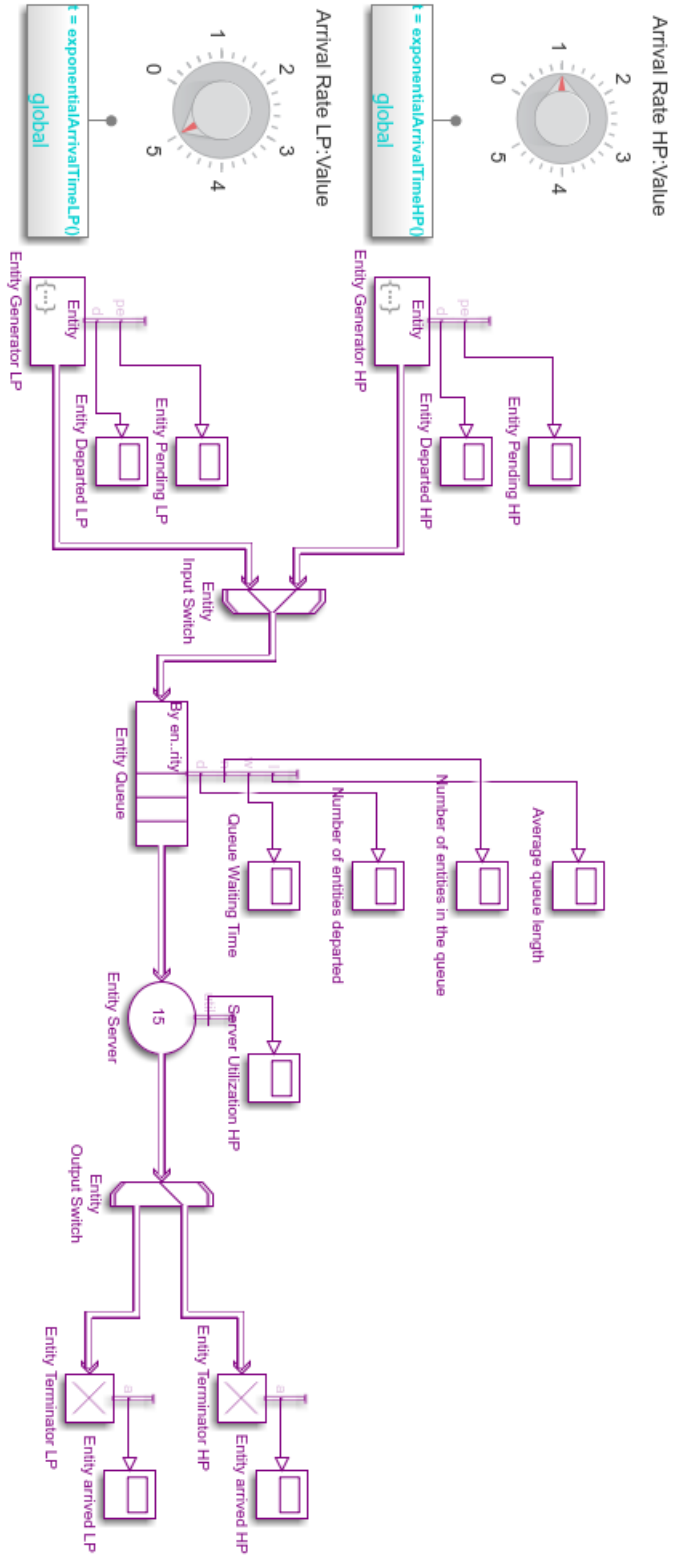 Arrival Rate HP:Value
0
1
2
3
4
5
t = exponentialArrivalTimeHP()
global
Entity
{...}
pe
d
Entity Generator HP
Entity Pending HP
Entity Departed HP
Arrival Rate LP:Value
0
1
2
3
4
5
t = exponentialArrivalTimeLP()
global
Entity
{...}
pe
d
Entity Generator LP
Entity Pending LP
Entity Departed LP
Entity
Input Switch
By en..rity
d
w
l
Entity Queue
Average queue length
Number of entities in the queue
Number of entities departed
Queue Waiting Time
15
Entity Server
Server Utilization HP
Entity
Output Switch
a
Entity Terminator HP
Entity arrived HP
a
Entity Terminator LP
Entity arrived LP